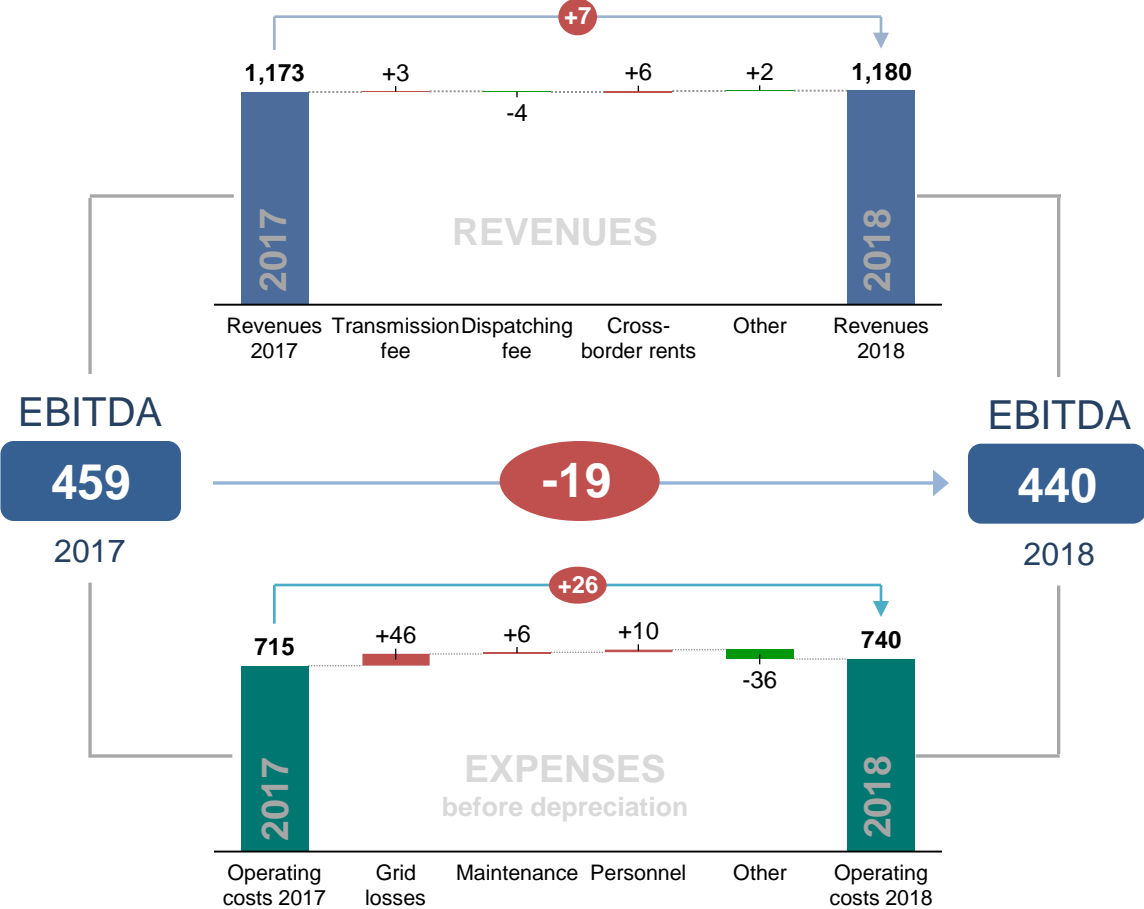 +7
1,173
+3
-4
+6
+2
1,180
2017
REVENUES
2018
Revenues
2017
Transmission
fee
Dispatching
fee
Cross-
border rents
Other
Revenues
2018
EBITDA
459
2017
-19
EBITDA
440
2018
+26
715
+46
+6
+10
-36
740
2017
EXPENSES
before depreciation
2018
Operating
costs 2017
Grid
losses
Maintenance
Personnel
Other
Operating
costs 2018